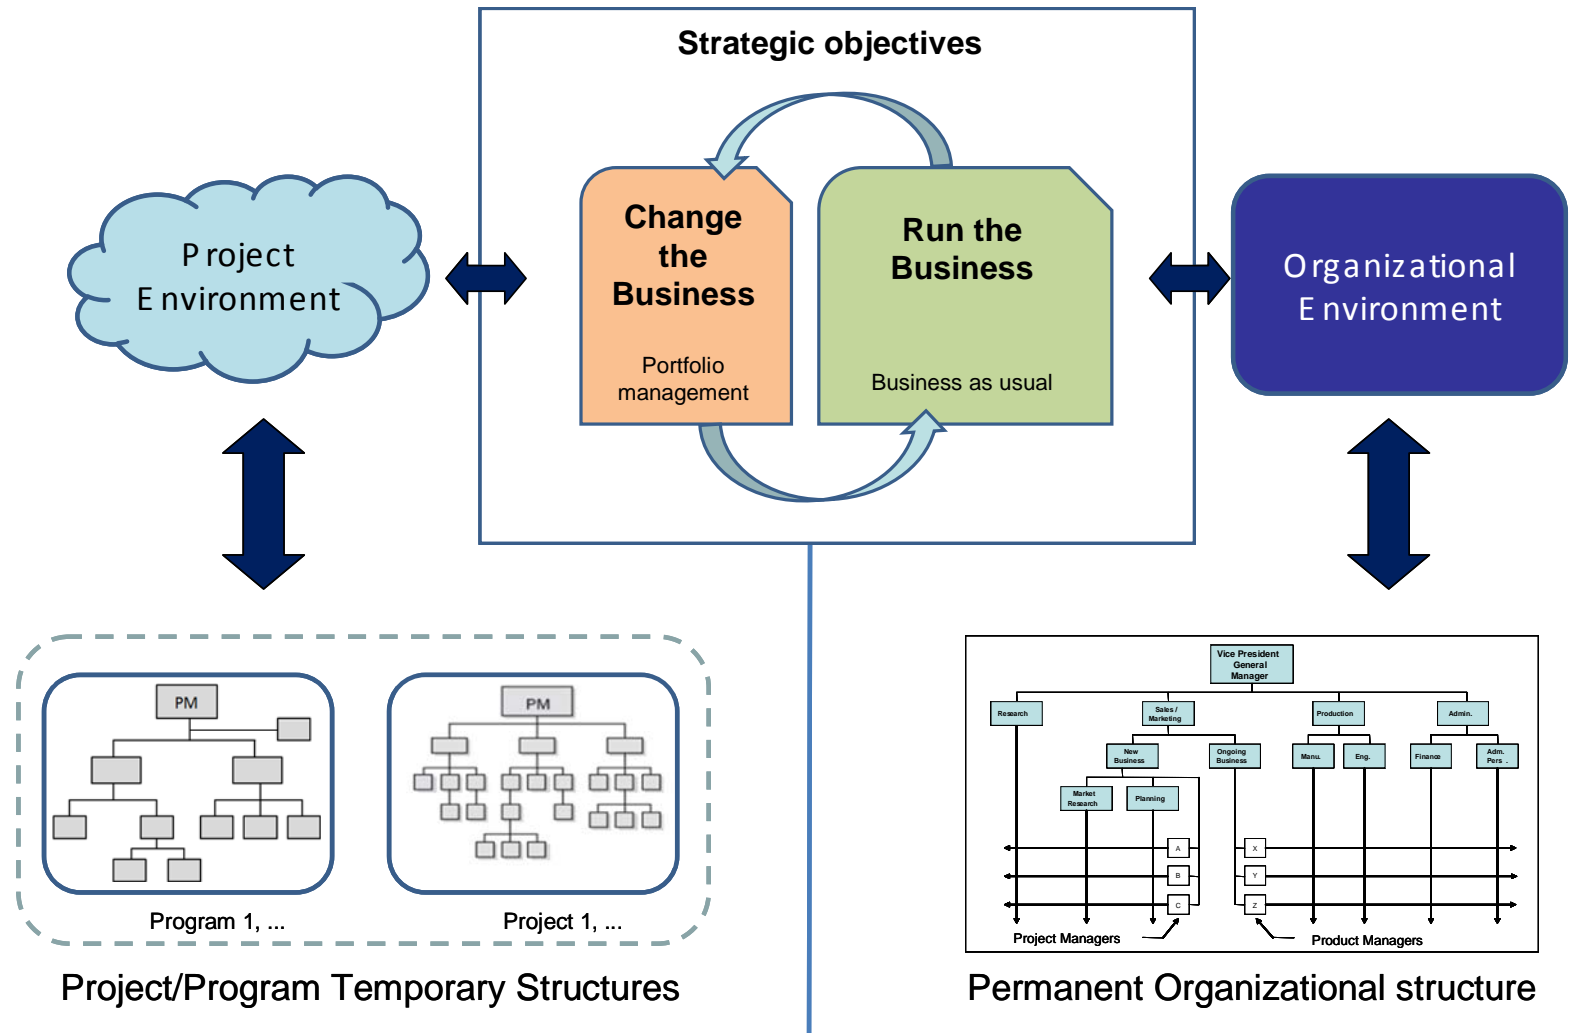 Strategic objectives
Project
Environment
Change
the
Business
Portfolio
management
Run the
Business
Business as usual
Organizational
Environment
PM
PM
Program 1, ...
Project 1, ...
Project/Program Temporary Structures
Vice President
General
Manager
Research
Sales /
Marketing
Production
Admin.
New
Business
Ongoing
Business
Manu.
Eng.
Finance
Adm.
Pers .
Market
Research
Planning
A
X
B
Y
C
Z
Project Managers
Product Managers
Permanent Organizational structure